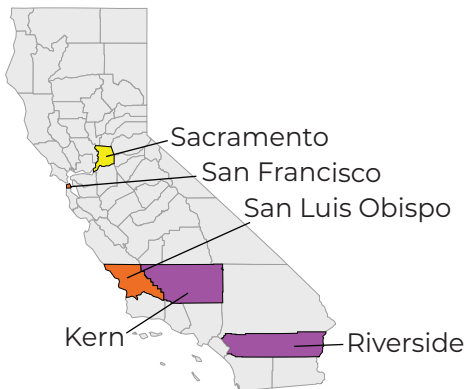 Sacramento
San Francisco
San Luis Obispo
Kern
Riverside